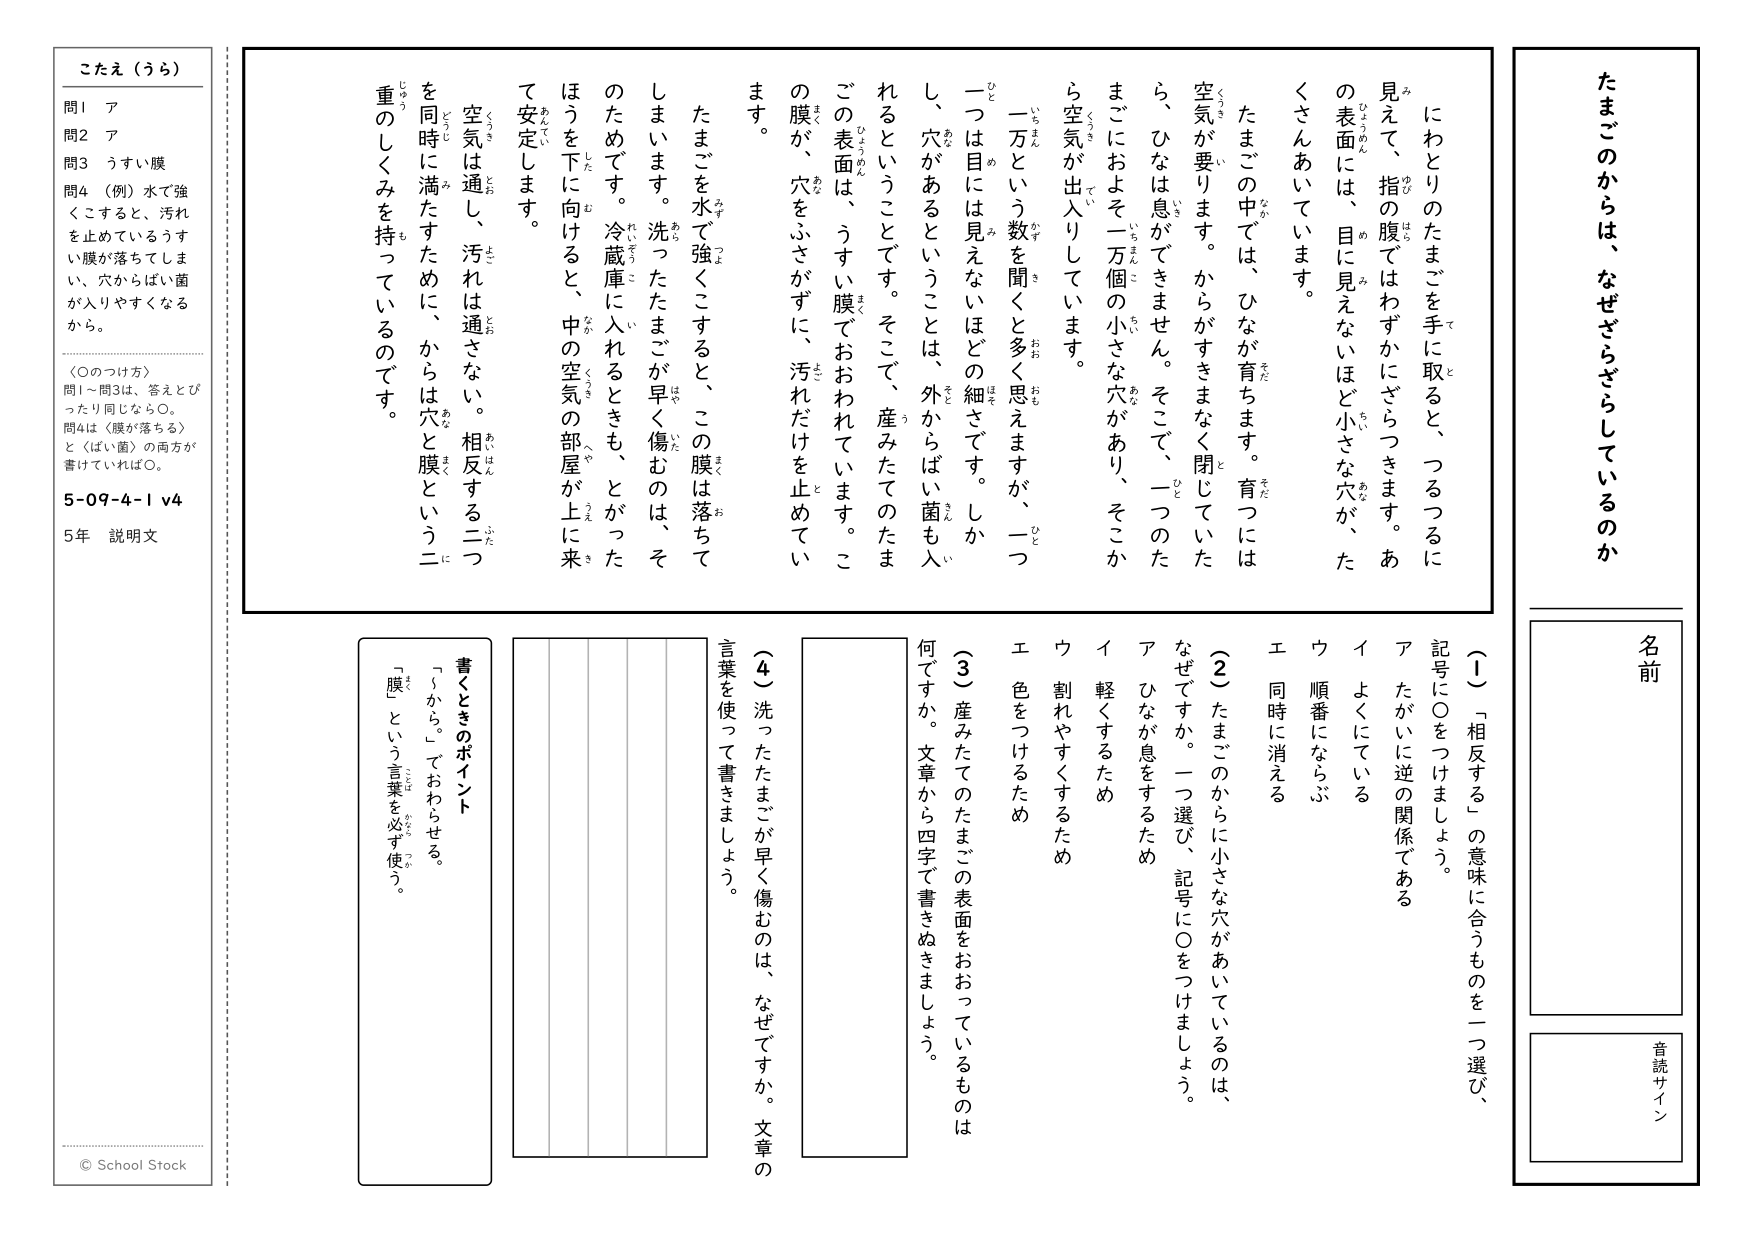 たまごのからは、なぜざらざらしているのか
名前
音読サイン
にわとりのたまごを手に取ると、つるつるに
見えて、指の腹ではわずかにざらつきます。あ
の表面には、目に見えないほど小さな穴が、た
くさんあいています。
たまごの中では、ひなが育ちます。育つには
空気が要ります。からがすきまなく閉じていた
ら、ひなは息ができません。そこで、一つのた
まごにおよそ一万個の小さな穴があり、そこか
ら空気が出入りしています。
一万という数を聞くと多く思えますが、一つ
一つは目には見えないほどの細さです。しか
し、穴があるということは、外からばい菌も入
れるということです。そこで、産みたてのたま
ごの表面は、うすい膜でおおわれています。こ
の膜が、穴をふさがずに、汚れだけを止めてい
ます。
たまごを水で強くこすると、この膜は落ちて
しまいます。洗ったたまごが早く傷むのは、そ
のためです。冷蔵庫に入れるときも、とがった
ほうを下に向けると、中の空気の部屋が上に来
て安定します。
空気は通し、汚れは通さない。相反する二つ
を同時に満たすために、からは穴と膜という二
重のしくみを持っているのです。
（1）「相反する」の意味に合うものを一つ選び、
記号に○をつけましょう。
ア　たがいに逆の関係である
イ　よくにている
ウ　順番にならぶ
エ　同時に消える
（2）たまごのからに小さな穴があいているのは、
なぜですか。一つ選び、記号に○をつけましょう。
ア　ひなが息をするため
イ　軽くするため
ウ　割れやすくするため
エ　色をつけるため
（3）産みたてのたまごの表面をおおっているものは
何ですか。文章から四字で書きぬきましょう。
（4）洗ったたまごが早く傷むのは、なぜですか。文章の
言葉を使って書きましょう。
書くときのポイント
「〜から。」でおわらせる。
「膜」という言葉を必ず使う。
こたえ（うら）
問1　ア
問2　ア
問3　うすい膜
問4　（例）水で強
くこすると、汚れ
を止めているうす
い膜が落ちてしま
い、穴からばい菌
が入りやすくなる
から。
〈○のつけ方〉
問1〜問3は、答えとぴ
ったり同じなら○。
問4は〈膜が落ちる〉
と〈ばい菌〉の両方が
書けていれば○。
5-09-4-1 v4
5年　説明文
© School Stock